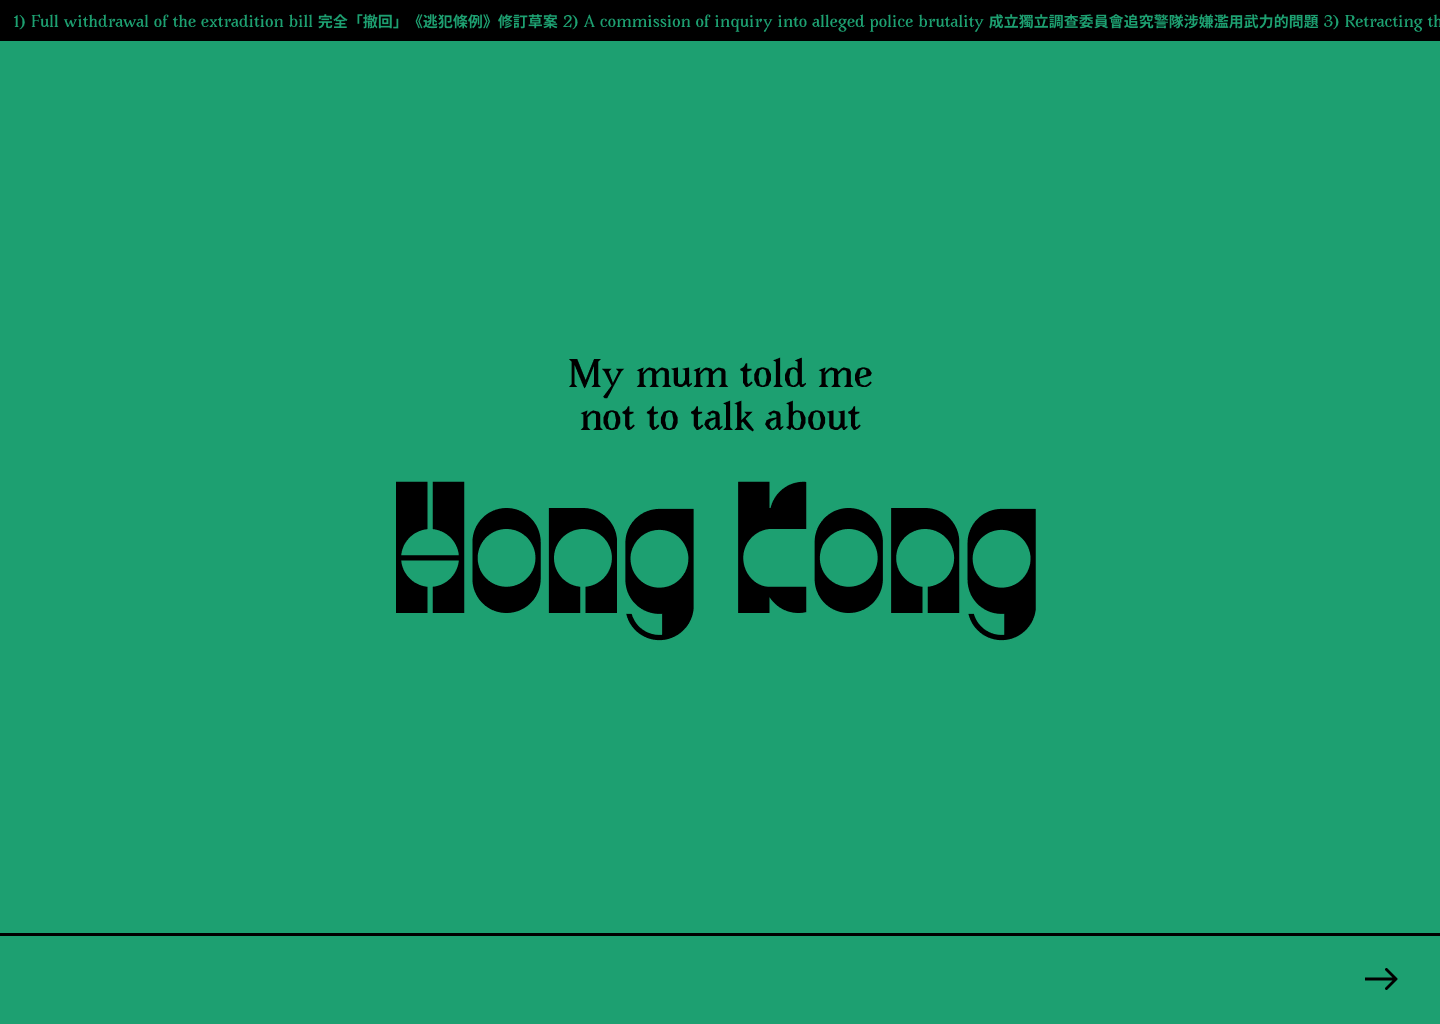 1) Full withdrawal of the extradition bill 完全「撤回」《逃犯條例》修訂草案 2) A commission of inquiry into alleged police brutality 成立獨立調查委員會追究警隊涉嫌濫用武力的問題 3) Retracting th
My mum told me
not to talk about
Hong Kong